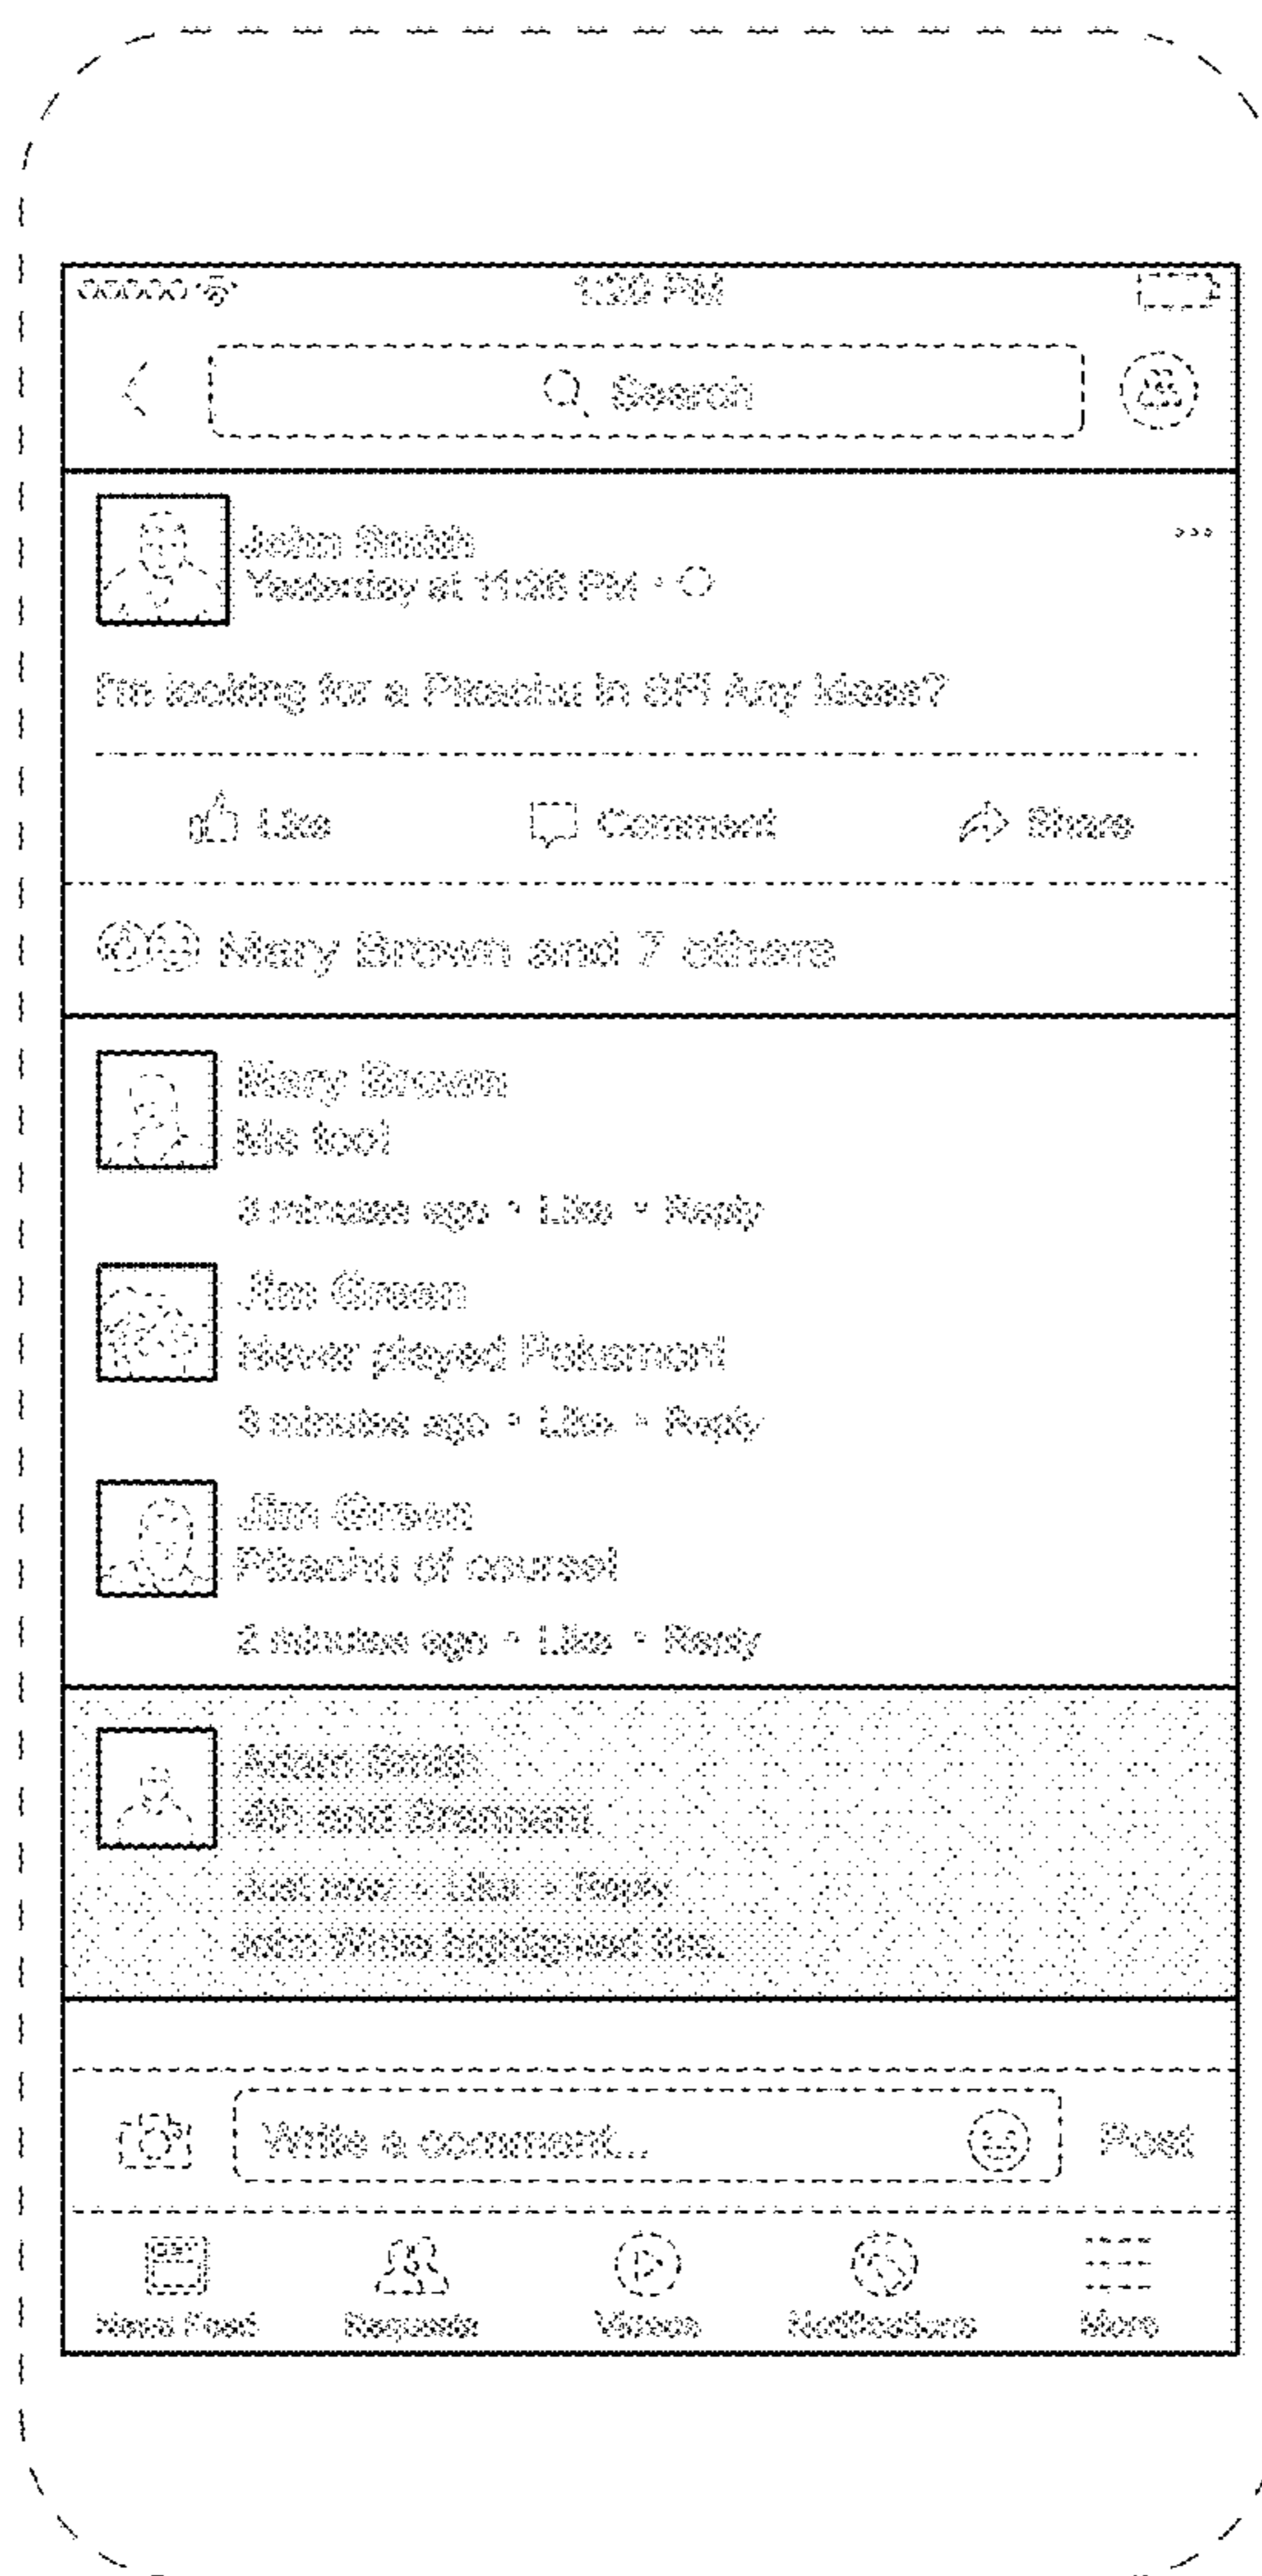 1:20 PM
Search
John Smith
Yesterday at 11:26 PM
I'm looking for a Pikachu in SF! Any ideas?
Like Comment Share
Mary Brown and 7 others
Mary Brown
Me too!
3 minutes ago • Like • Reply
Jim Green
Never played Pokemon!
3 minutes ago • Like • Reply
Jim Green
Pikachu of course!
2 minutes ago • Like • Reply
Adam Smith
4th and Brennan!
Just now • Like • Reply
John White highlighted this.
Write a comment... Post
News Feed Requests Videos Notifications More